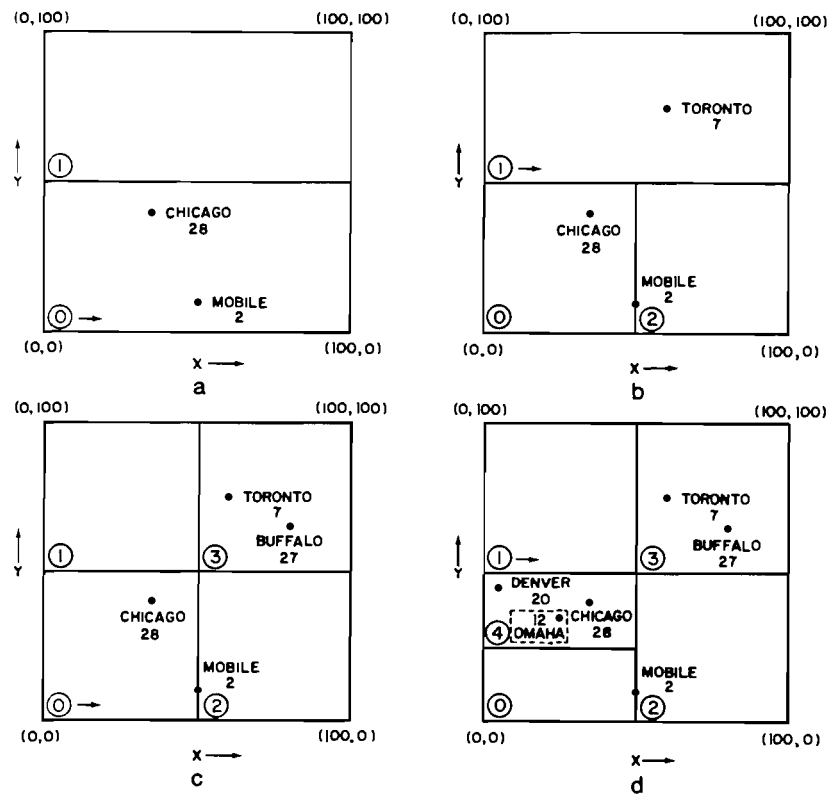 (0,100) (100,100)
①
Y
CHICAGO
28
MOBILE
2
⓪
(0,0) (100,0)
X
a
(0,100) (100,100)
TORONTO
7
①
Y
CHICAGO
28
MOBILE
2
⓪ ②
(0,0) (100,0)
X
b
(0,100) (100,100)
TORONTO
7
BUFFALO
27
① ③
Y
CHICAGO
28
MOBILE
2
⓪ ②
(0,0) (100,0)
X
c
(0,100) (100,100)
TORONTO
7
BUFFALO
27
① ③
Y
DENVER
20
12 CHICAGO
④ OMAHA 28
MOBILE
2
⓪ ②
(0,0) (100,0)
X
d